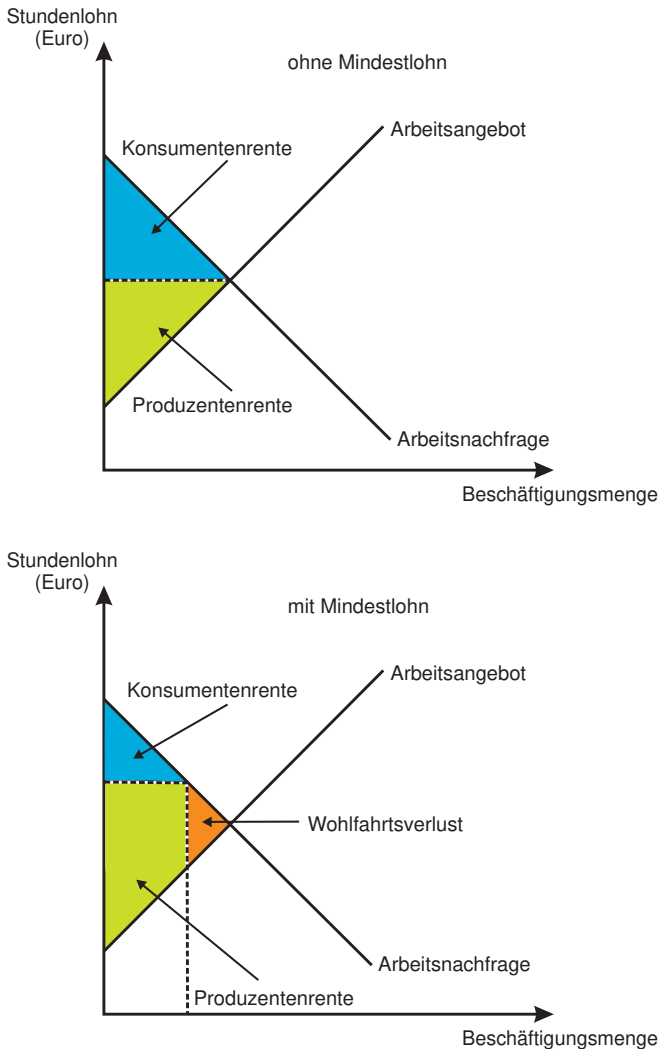 Stundenlohn
(Euro)
ohne Mindestlohn
Arbeitsangebot
Konsumentenrente
Produzentenrente
Arbeitsnachfrage
Beschäftigungsmenge
Stundenlohn
(Euro)
mit Mindestlohn
Arbeitsangebot
Konsumentenrente
Wohlfahrtsverlust
Arbeitsnachfrage
Produzentenrente
Beschäftigungsmenge